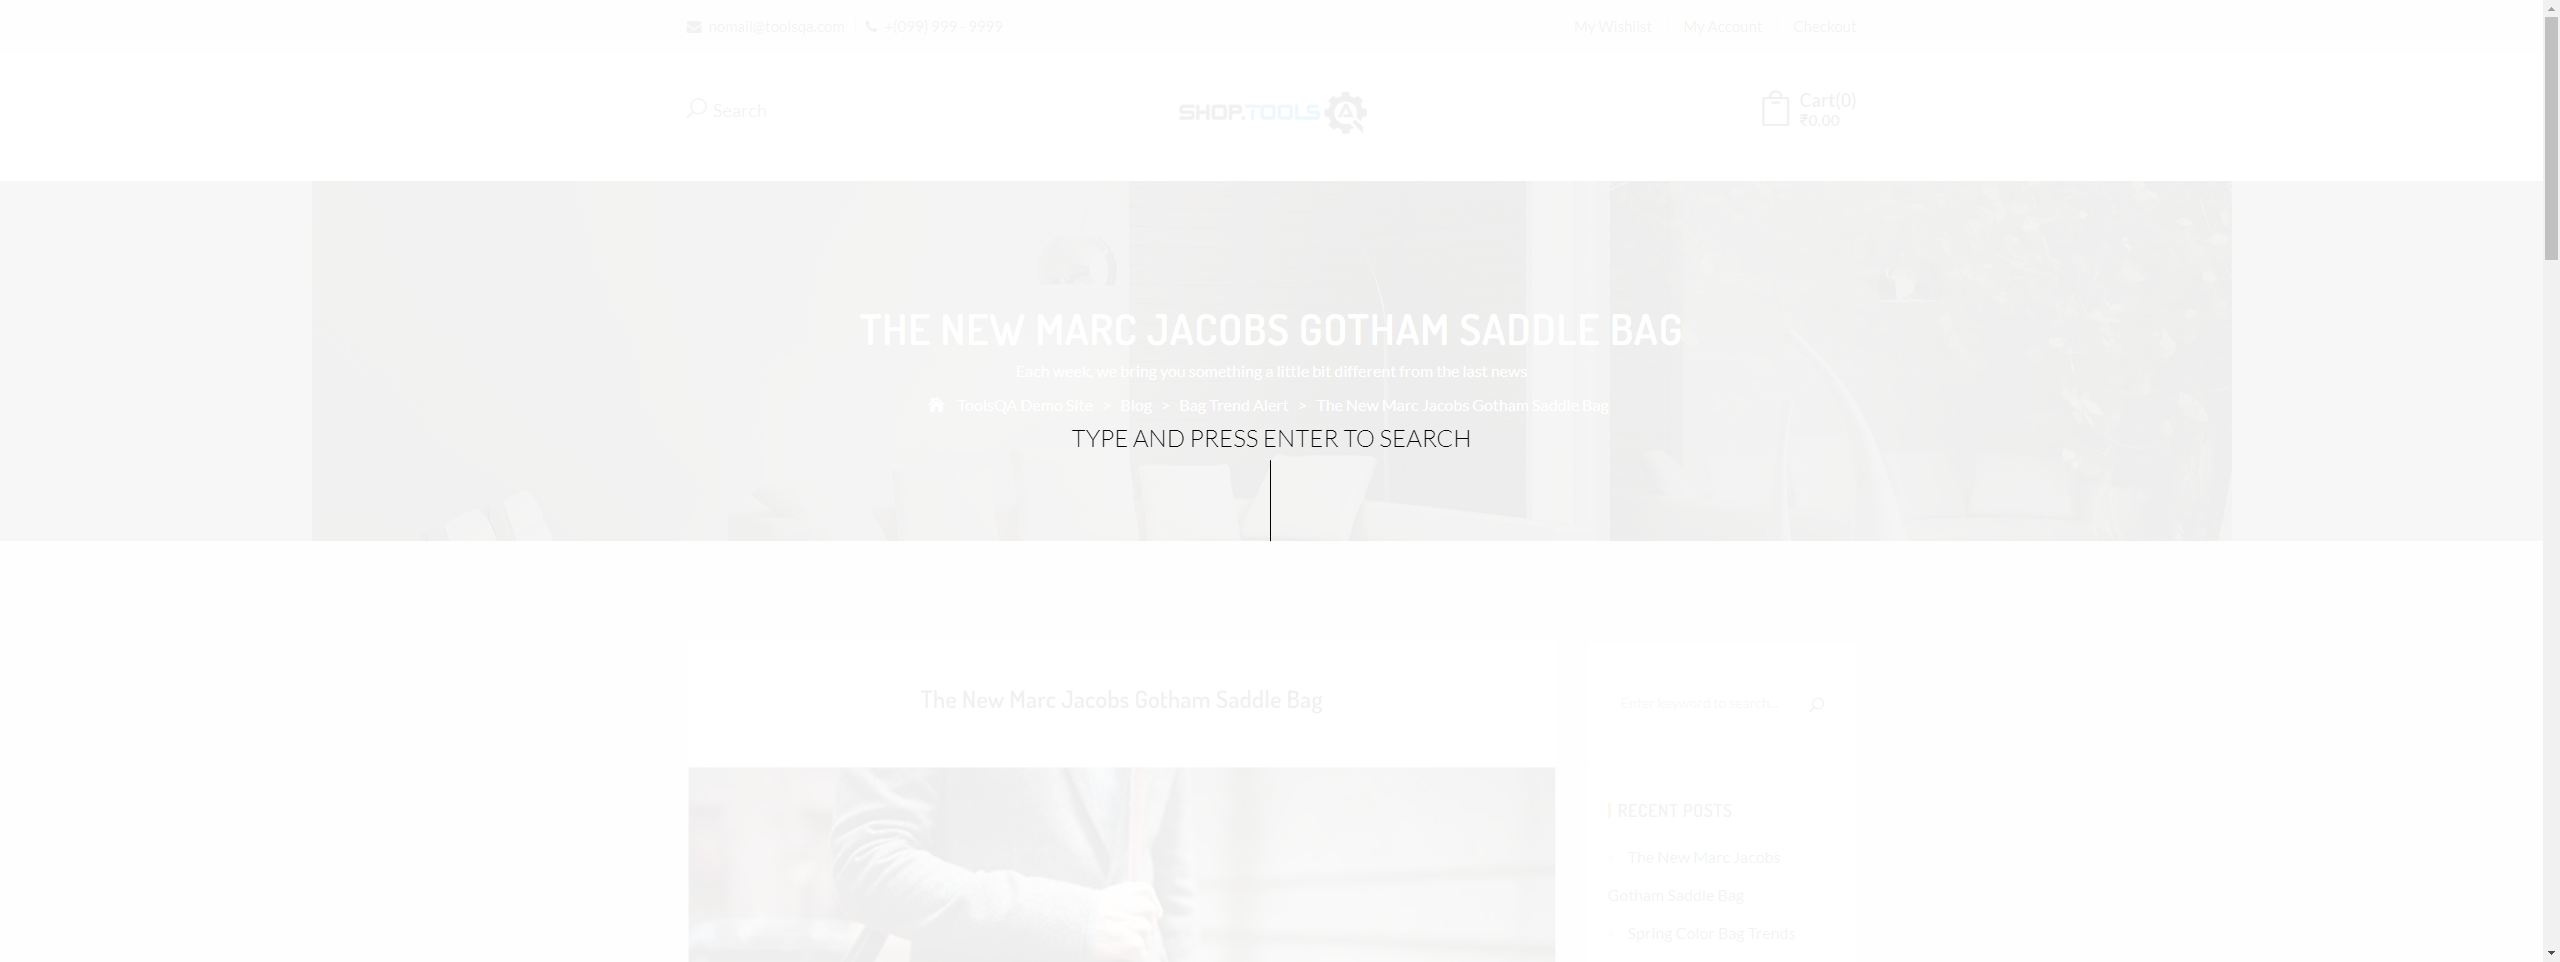 nomail@toolsqa.com
+(099) 999 - 9999
My Wishlist
My Account
Checkout
Search
SHOP.TOOLS
Cart(0)
₹0.00
THE NEW MARC JACOBS GOTHAM SADDLE BAG
Each week, we bring you something a little bit different from the last news
ToolsQA Demo Site > Blog > Bag Trend Alert > The New Marc Jacobs Gotham Saddle Bag
TYPE AND PRESS ENTER TO SEARCH
The New Marc Jacobs Gotham Saddle Bag
Enter keyword to search...
RECENT POSTS
The New Marc Jacobs
Gotham Saddle Bag
Spring Color Bag Trends